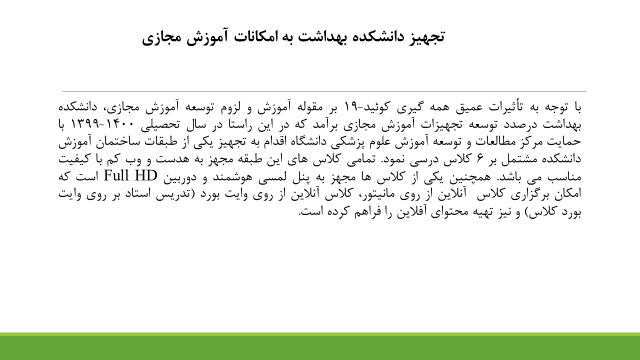 تجهیز دانشکده بهداشت به امکانات آموزش مجازی
با توجه به تأثیرات عمیق همه گیری کوئید-۱۹ بر مقوله آموزش و لزوم توسعه آموزش مجازی، دانشکده
بهداشت درصدد توسعه تجهیزات آموزش مجازی برآمد که در این راستا در سال تحصیلی ۱۴۰۰-۱۳۹۹ با
حمایت مرکز مطالعات و توسعه آموزش علوم پزشکی دانشگاه اقدام به تجهیز یکی از طبقات ساختمان آموزش
دانشکده مشتمل بر ۶ کلاس درسی نمود. تمامی کلاس های این طبقه مجهز به هدست و وب کم با کیفیت
مناسب می باشد. همچنین یکی از کلاس ها مجهز به پنل لمسی هوشمند و دوربین Full HD است که
امکان برگزاری کلاس آنلاین از روی مانیتور، کلاس آنلاین از روی وایت بورد (تدریس استاد بر روی وایت
بورد کلاس) و نیز تهیه محتوای آفلاین را فراهم کرده است.